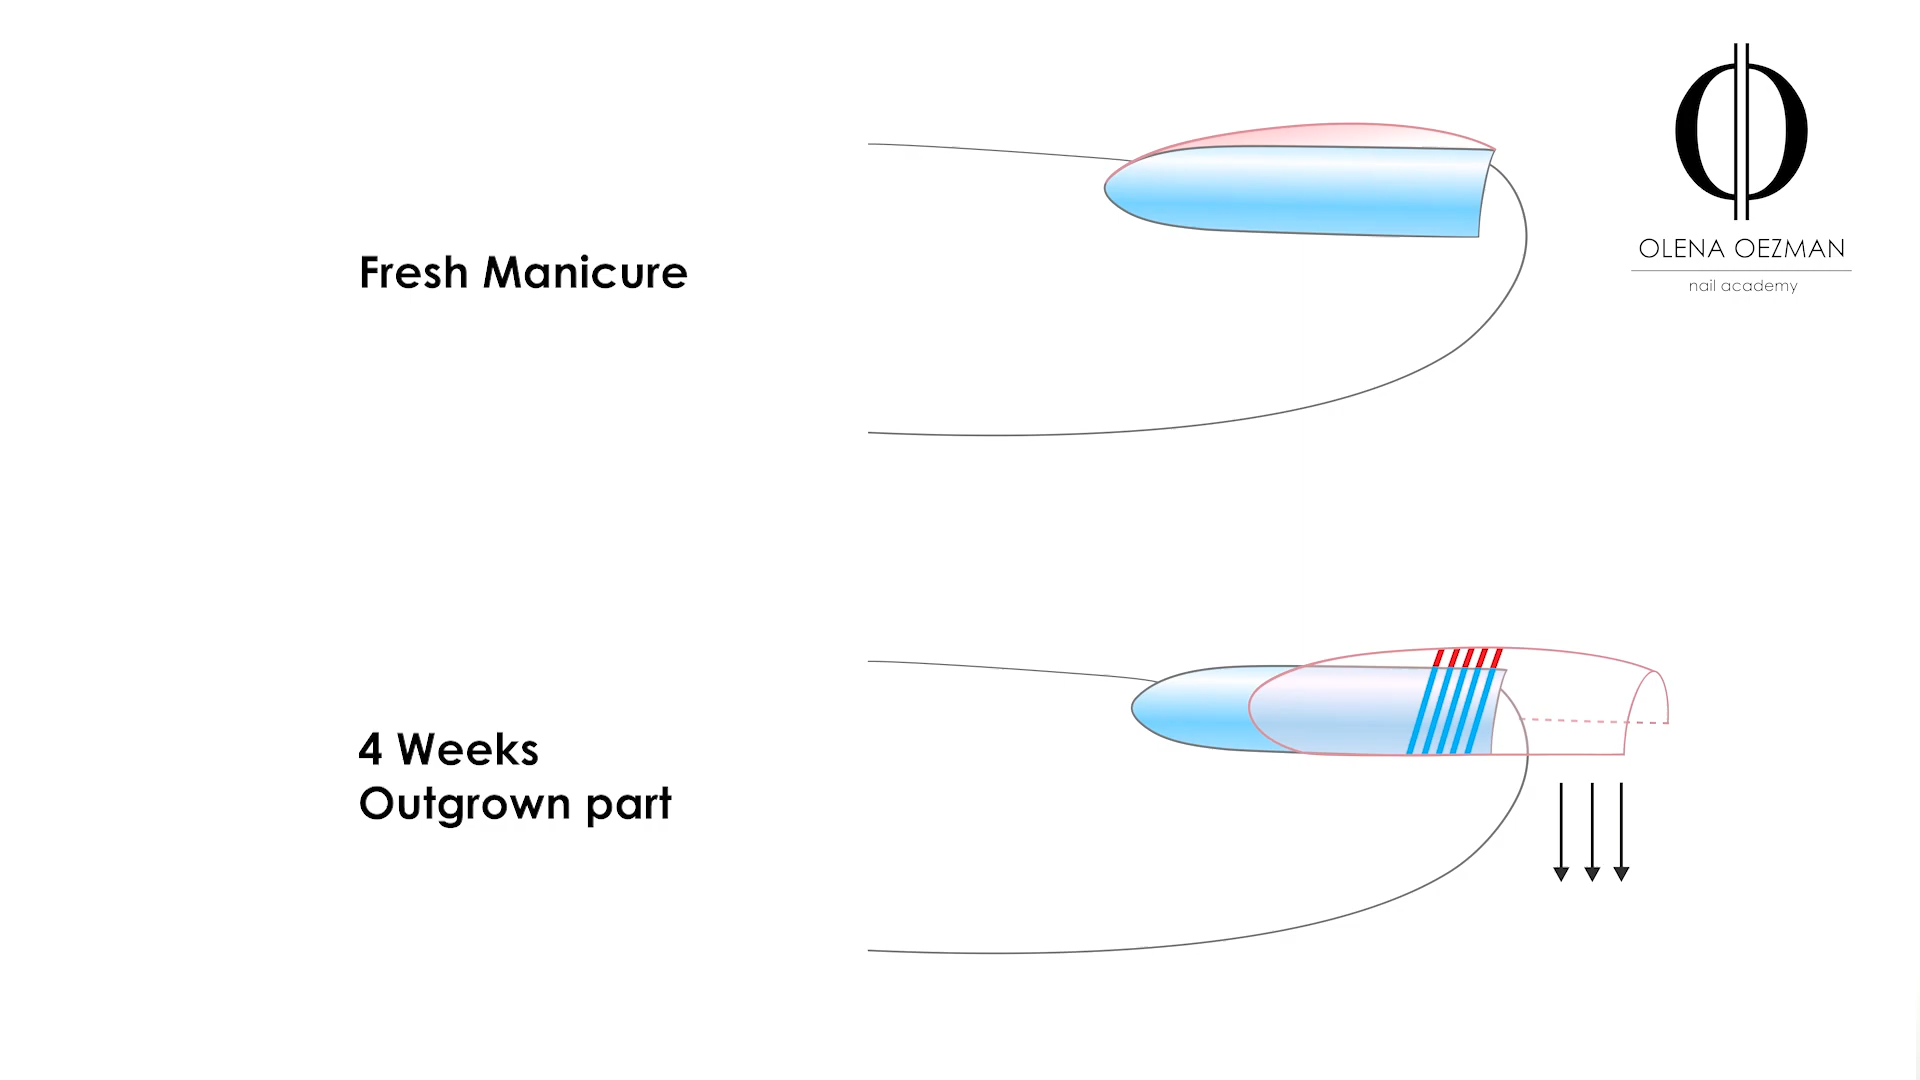 Fresh Manicure
OLENA OEZMAN
nail academy
4 Weeks
Outgrown part